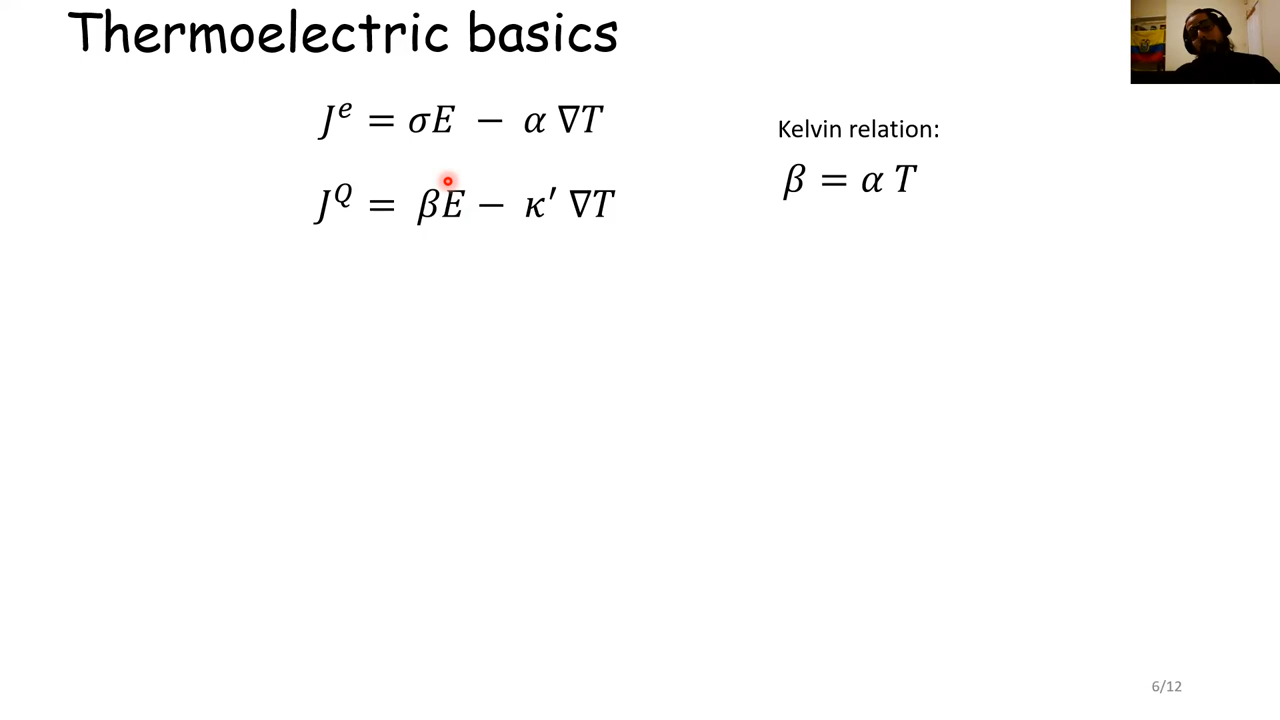 Thermoelectric basics
Jᵉ = σE − α ∇T
J^Q = βE − κ′ ∇T
Kelvin relation:
β = α T
6/12